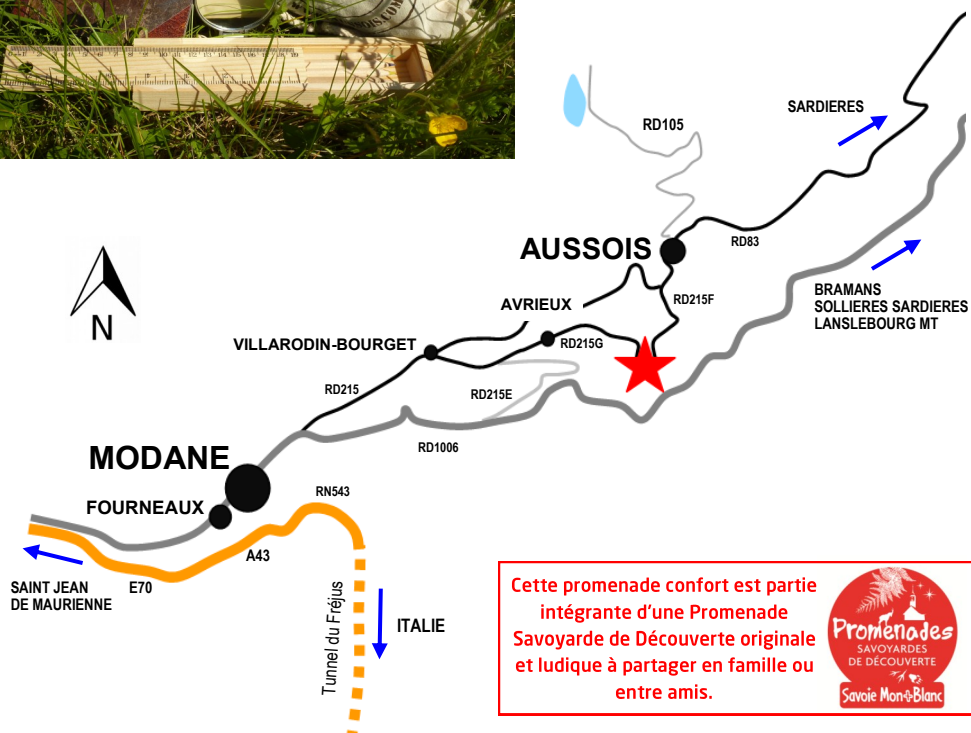 RD105
SARDIERES
AUSSOIS
RD83
BRAMANS
SOLLIERES SARDIERES
LANSLEBOURG MT
N
AVRIEUX
RD215F
VILLARODIN-BOURGET
RD215G
RD215
RD215E
RD1006
MODANE
FOURNEAUX
RN543
A43
E70
SAINT JEAN
DE MAURIENNE
Tunnel du Fréjus
ITALIE
Cette promenade confort est partie
intégrante d'une Promenade
Savoyarde de Découverte originale
et ludique à partager en famille ou
entre amis.
Promenades
SAVOYARDES
DE DÉCOUVERTE
Savoie Mont Blanc